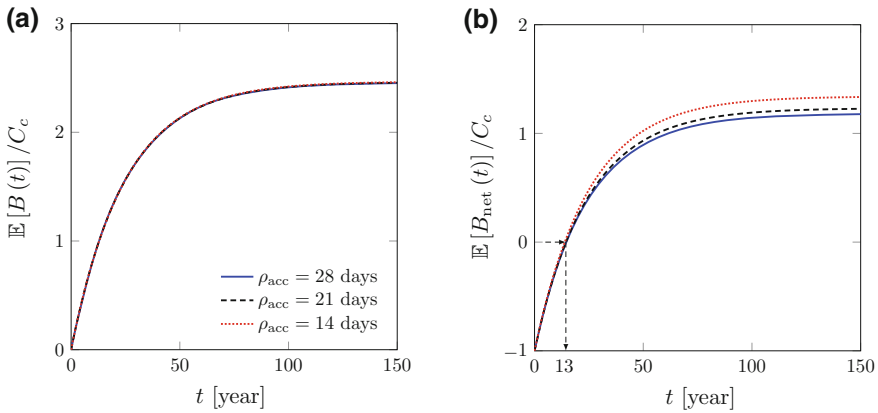 (a)
3
2
1
0
0
50
100
150
𝔼 [B (t)] /C_c
t [year]
ρ_acc = 28 days
ρ_acc = 21 days
ρ_acc = 14 days
(b)
2
1
0
−1
0
13
50
100
150
𝔼 [B_net (t)] /C_c
t [year]